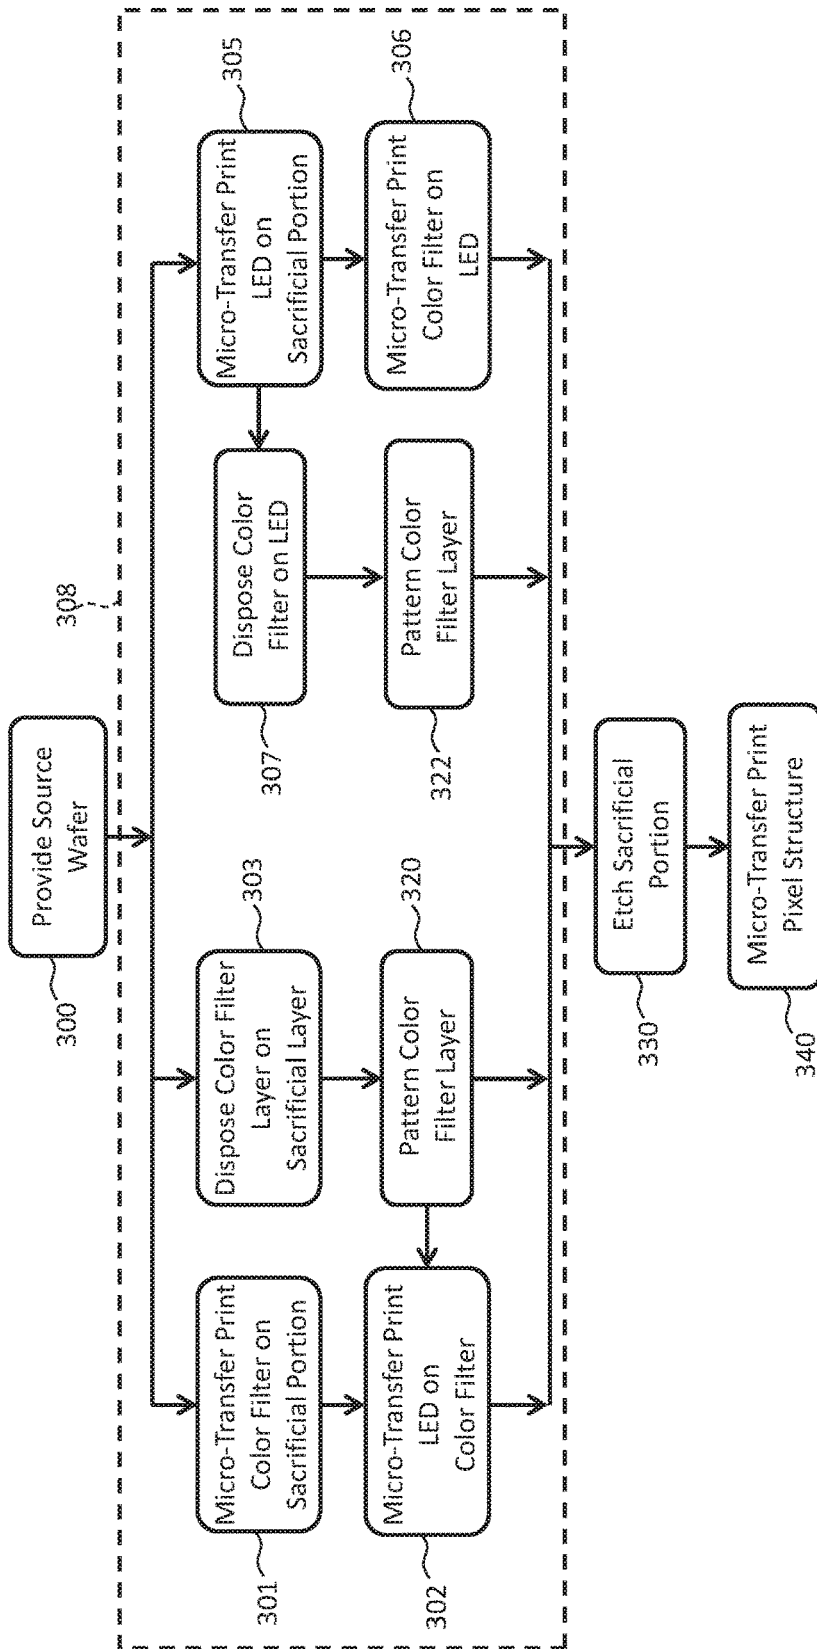 Provide Source
Wafer
300
308
Micro-Transfer Print
Color Filter on
Sacrificial Portion
301
Dispose Color Filter
Layer on
Sacrificial Layer
303
Dispose Color
Filter on LED
307
Micro-Transfer Print
LED on
Sacrificial Portion
305
Micro-Transfer Print
LED on
Color Filter
302
Pattern Color
Filter Layer
320
Pattern Color
Filter Layer
322
Micro-Transfer Print
Color Filter on
LED
306
Etch Sacrificial
Portion
330
Micro-Transfer Print
Pixel Structure
340